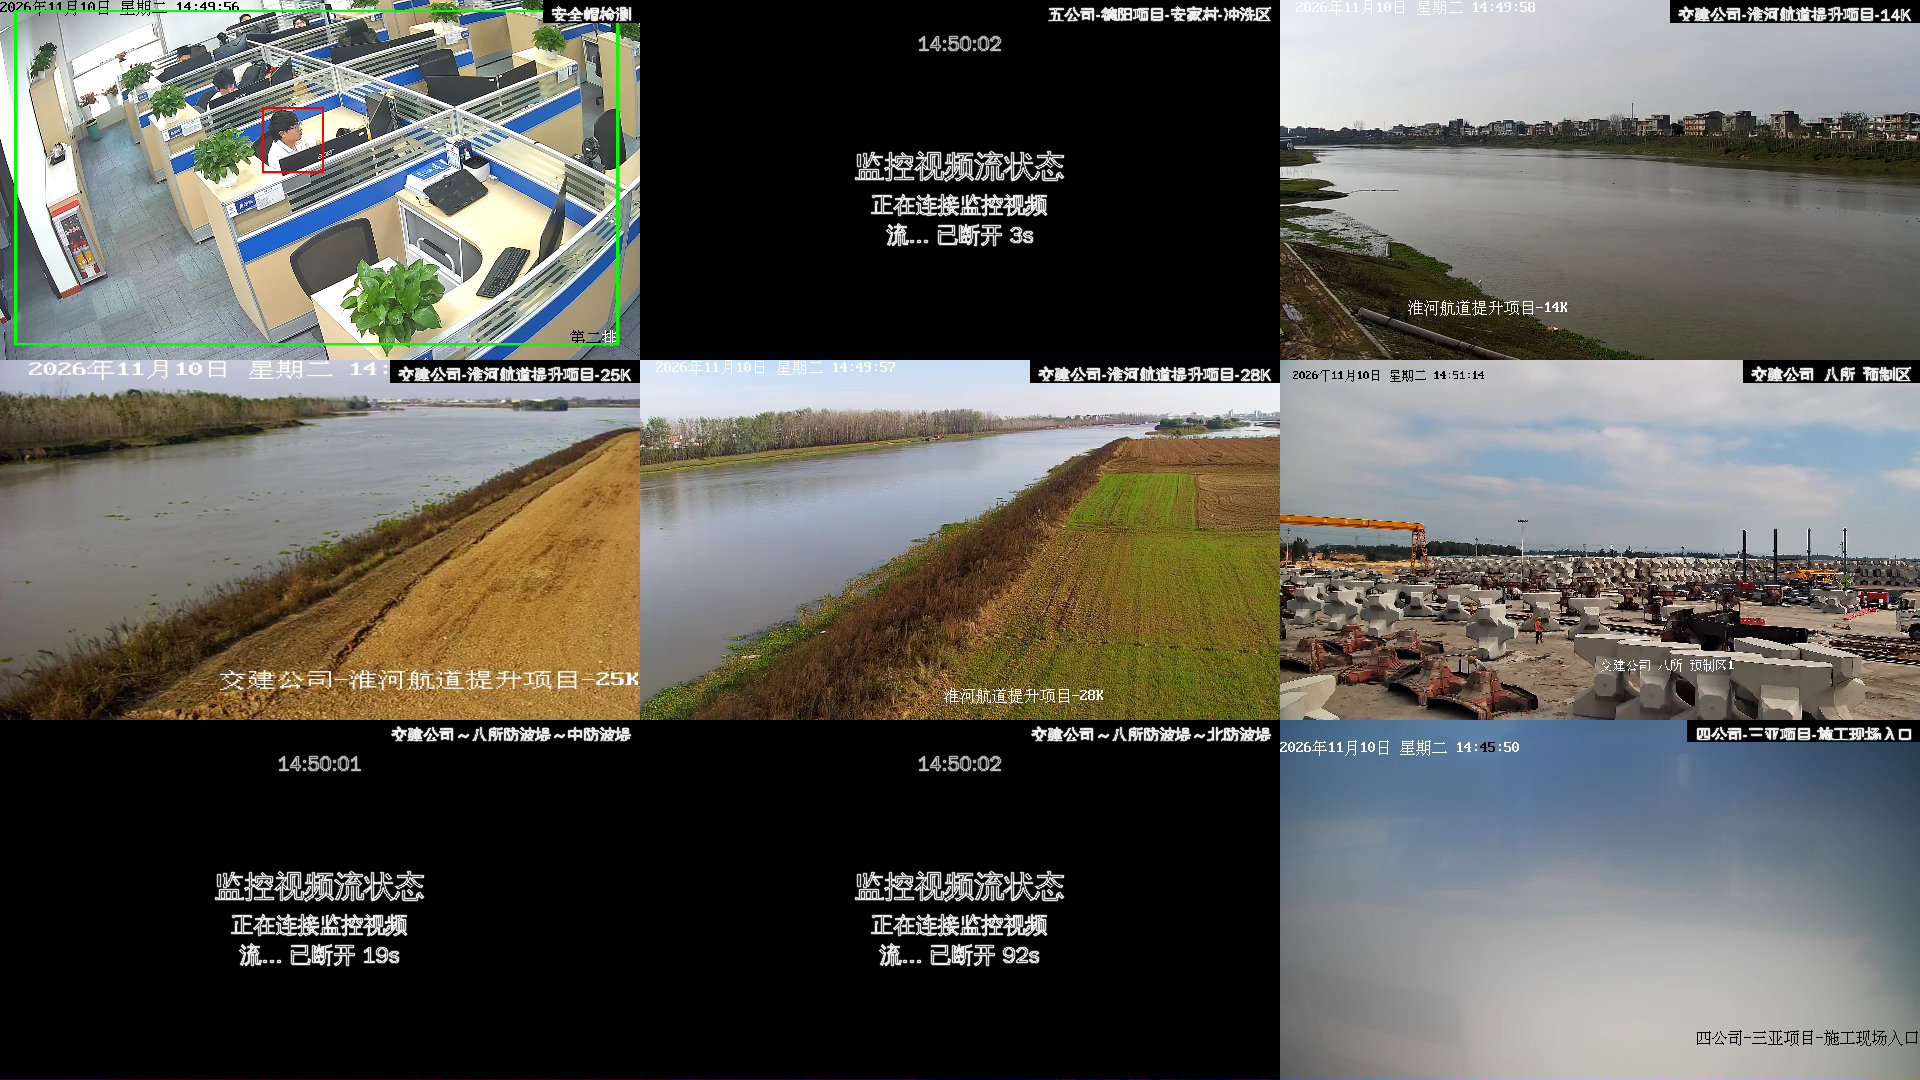 2026年11月10日 星期二 14:49:56
安全帽检测
第二排
五公司-德阳项目-安家村-冲洗区
14:50:02
监控视频流状态
正在连接监控视频
流... 已断开 3s
2026年11月10日 星期二 14:49:58
交建公司-淮河航道提升项目-14K
淮河航道提升项目-14K
2026年11月10日 星期二 14:
交建公司-淮河航道提升项目-25K
交建公司-淮河航道提升项目-25K
2026年11月10日 星期二 14:49:57
交建公司-淮河航道提升项目-28K
淮河航道提升项目-28K
2026年11月10日 星期二 14:51:14
交建公司 八所 预制区
交建公司 八所 预制区1
交建公司～八所防波堤～中防波堤
14:50:01
监控视频流状态
正在连接监控视频
流... 已断开 19s
交建公司～八所防波堤～北防波堤
14:50:02
监控视频流状态
正在连接监控视频
流... 已断开 92s
四公司-三亚项目-施工现场入口
2026年11月10日 星期二 14:45:50
四公司-三亚项目-施工现场入口